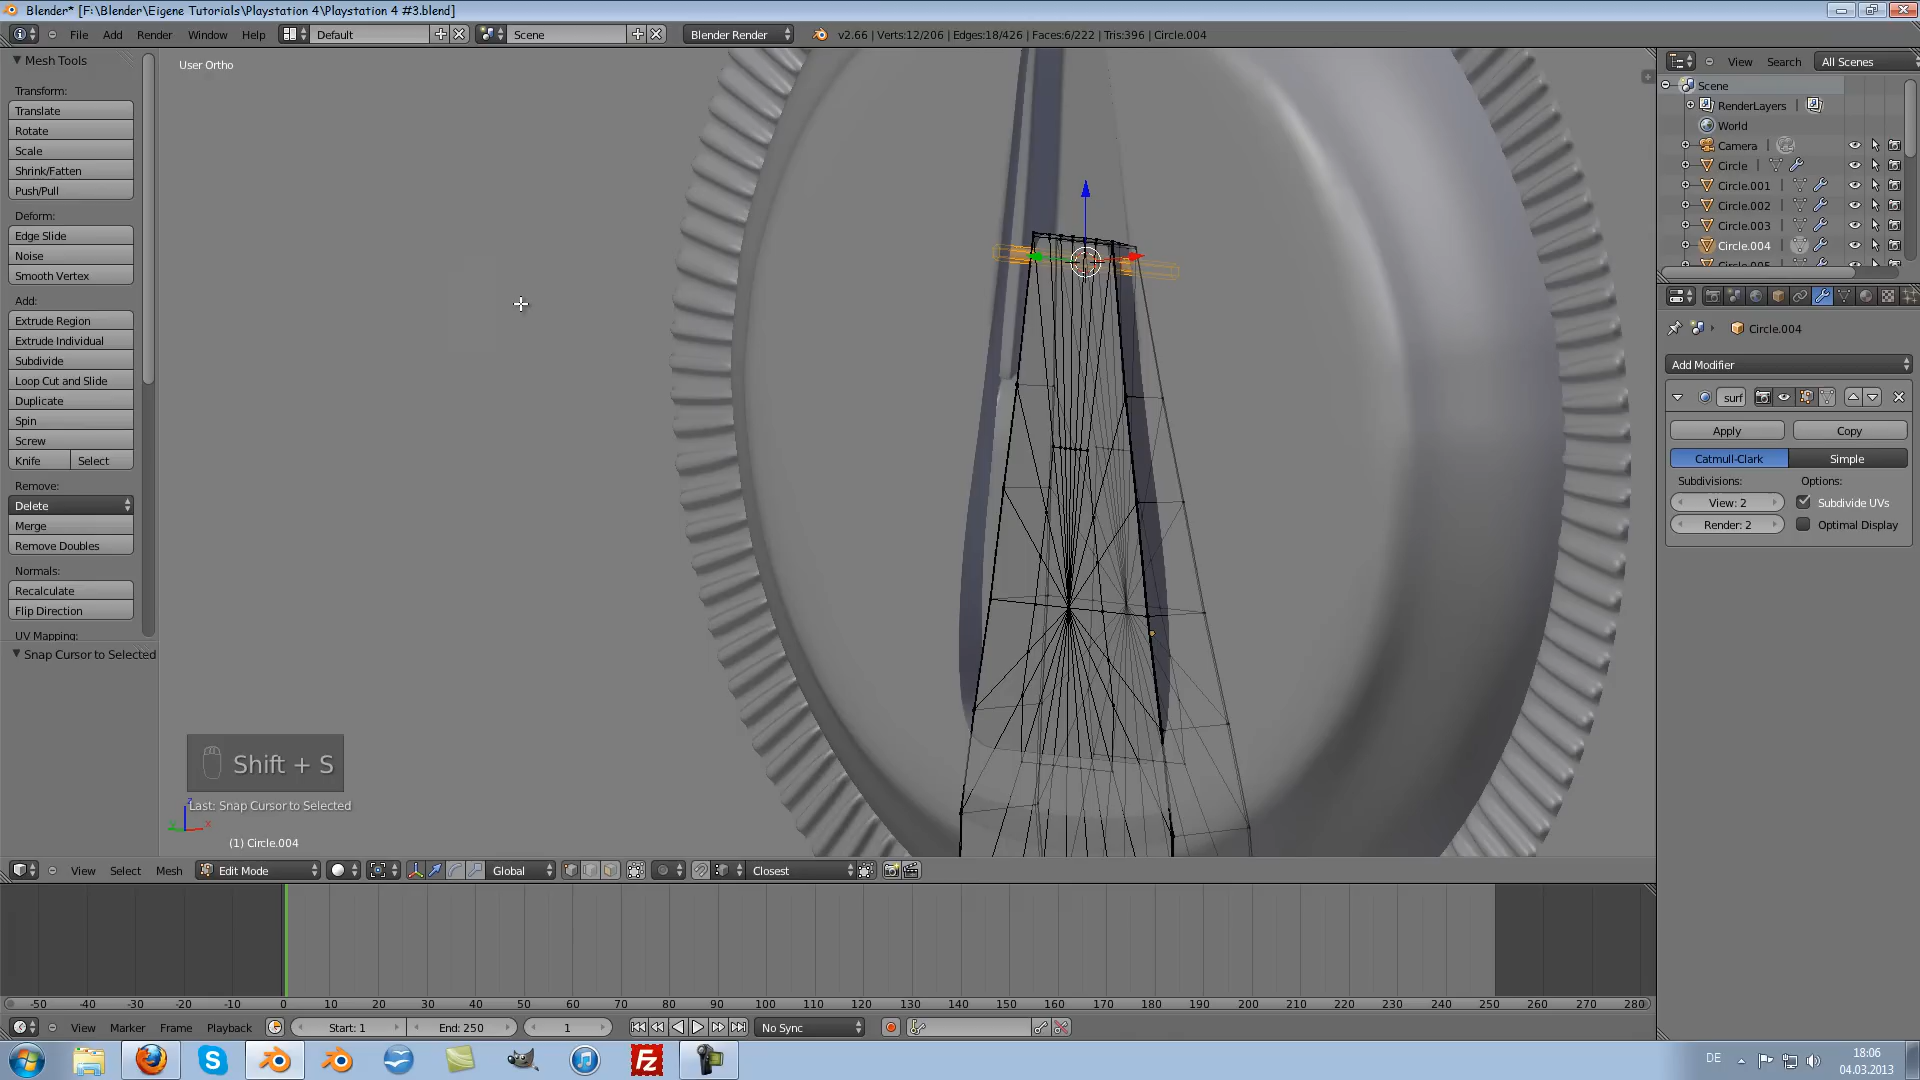 Blender* [F:\Blender\Eigene Tutorials\Playstation 4\Playstation 4 #3.blend]
File Add Render Window Help Default Scene Blender Render v2.66 | Verts:12/206 | Edges:18/426 | Faces:6/222 | Tris:396 | Circle.004
Mesh Tools
Transform:
Translate
Rotate
Scale
Shrink/Fatten
Push/Pull
Deform:
Edge Slide
Noise
Smooth Vertex
Add:
Extrude Region
Extrude Individual
Subdivide
Loop Cut and Slide
Duplicate
Spin
Screw
Knife Select
Remove:
Delete
Merge
Remove Doubles
Normals:
Recalculate
Flip Direction
UV Mapping:
Snap Cursor to Selected
User Ortho
Shift + S
Last: Snap Cursor to Selected
(1) Circle.004
View Search All Scenes
Scene
RenderLayers
World
Camera
Circle
Circle.001
Circle.002
Circle.003
Circle.004
Circle.005
Circle.004
Add Modifier
surf
Apply Copy
Catmull-Clark Simple
Subdivisions: Options:
View: 2 Subdivide UVs
Render: 2 Optimal Display
View Select Mesh Edit Mode Global Closest
-50 -40 -30 -20 -10 0 10 20 30 40 50 60 70 80 90 100 110 120 130 140 150 160 170 180 190 200 210 220 230 240 250 260 270 280
View Marker Frame Playback Start: 1 End: 250 1 No Sync
DE
18:06
04.03.2013